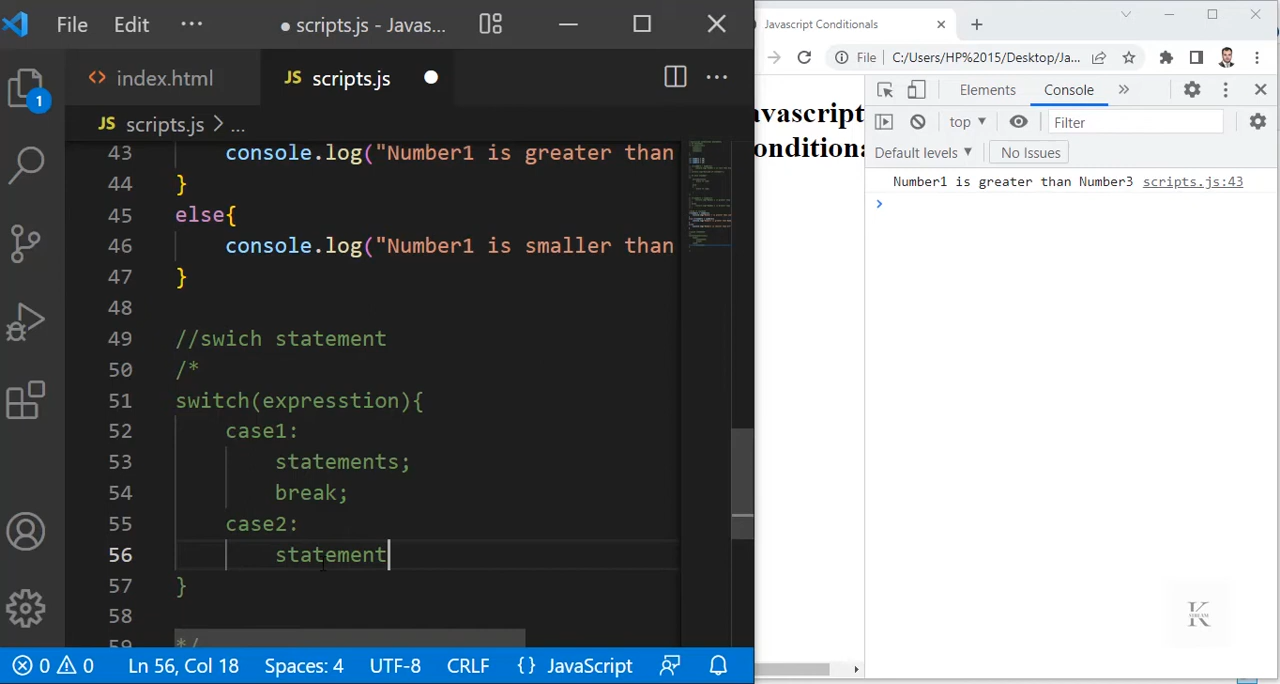 File Edit ··· ● scripts.js - Javas...
index.html JS scripts.js
JS scripts.js > ...
43 console.log("Number1 is greater than
44 }
45 else{
46 console.log("Number1 is smaller than
47 }
48
49 //swich statement
50 /*
51 switch(expresstion){
52 case1:
53 statements;
54 break;
55 case2:
56 statement
57 }
58
59 */
1
0 0 Ln 56, Col 18 Spaces: 4 UTF-8 CRLF {} JavaScript
Javascript Conditionals
File C:/Users/HP%2015/Desktop/Ja...
avascript
onditiona
Elements Console
top Filter
Default levels No Issues
Number1 is greater than Number3 scripts.js:43
K